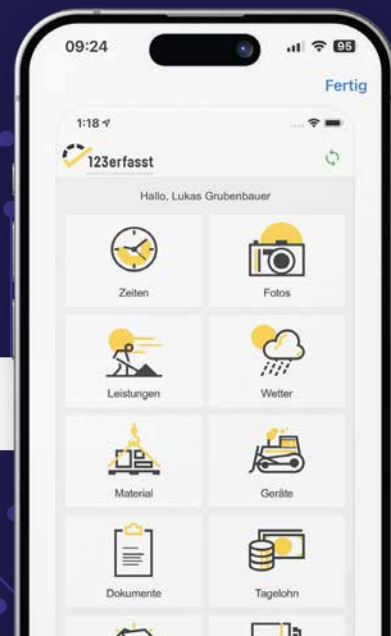 09:24
95
Fertig
1:18
123erfasst
Hallo, Lukas Grubenbauer
Zeiten
Fotos
Leistungen
Wetter
Material
Geräte
Dokumente
Tagelohn